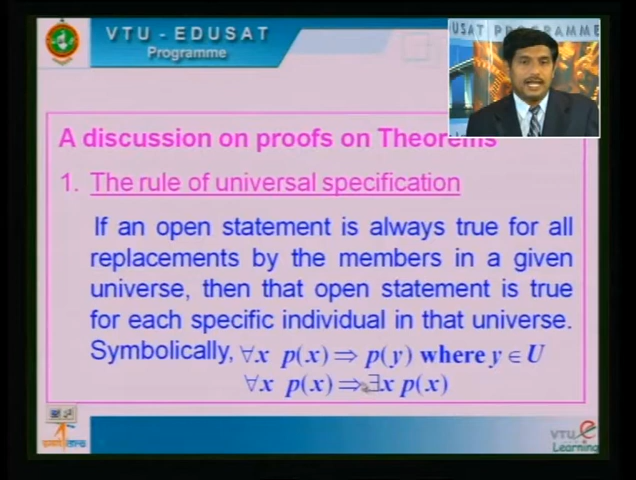 VTU - EDUSAT
Programme
USAT PROGRAMME
A discussion on proofs on Theorems
1. The rule of universal specification
If an open statement is always true for all
replacements by the members in a given
universe, then that open statement is true
for each specific individual in that universe.
Symbolically, ∀x p(x) ⇒ p(y) where y ∈ U
∀x p(x) ⇒ ∃x p(x)
VTU e
Learning